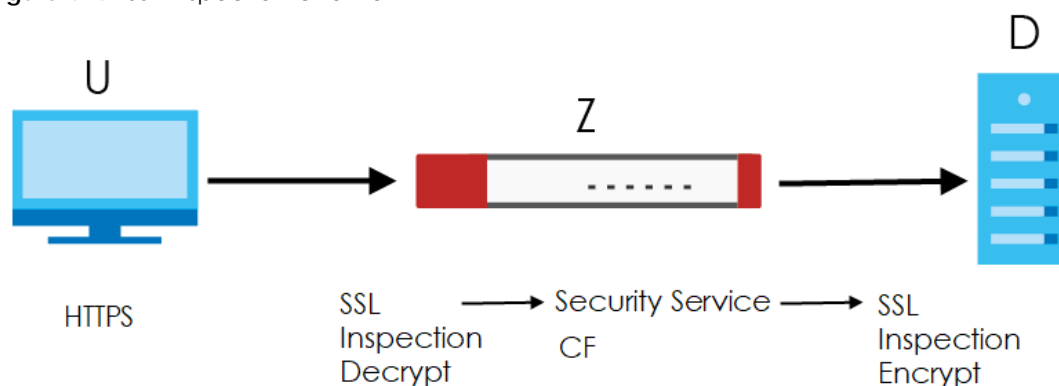 D
U
Z
HTTPS
SSL
Inspection
Decrypt
Security Service
CF
SSL
Inspection
Encrypt